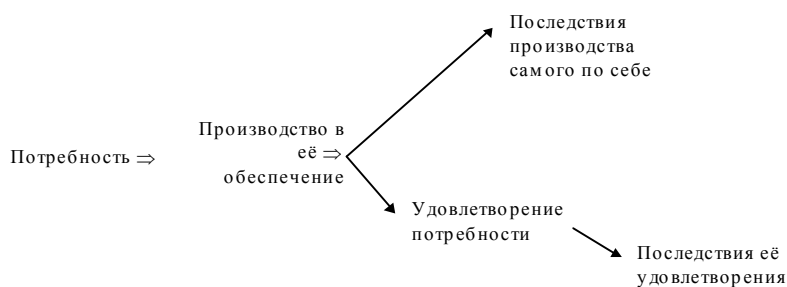 Последствия
производства
самого по себе
Потребность ⇒
Производство в
её ⇒
обеспечение
Удовлетворение
потребности
Последствия её
удовлетворения